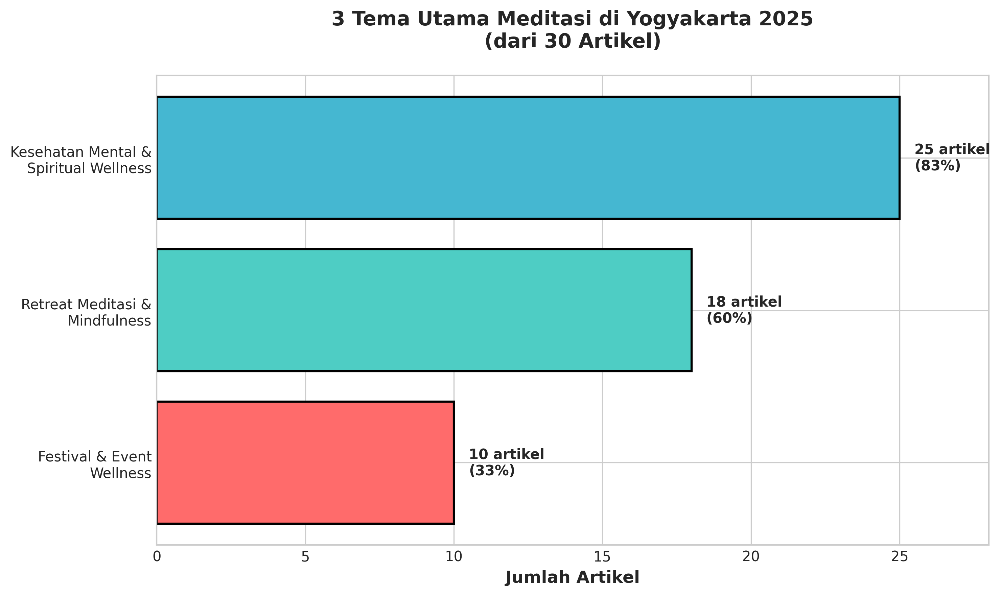 3 Tema Utama Meditasi di Yogyakarta 2025
(dari 30 Artikel)
Kesehatan Mental &
Spiritual Wellness
25 artikel
(83%)
Retreat Meditasi &
Mindfulness
18 artikel
(60%)
Festival & Event
Wellness
10 artikel
(33%)
0 5 10 15 20 25
Jumlah Artikel